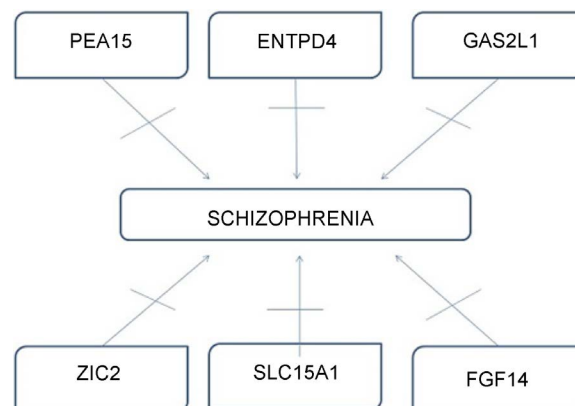 PEA15
ENTPD4
GAS2L1
SCHIZOPHRENIA
ZIC2
SLC15A1
FGF14